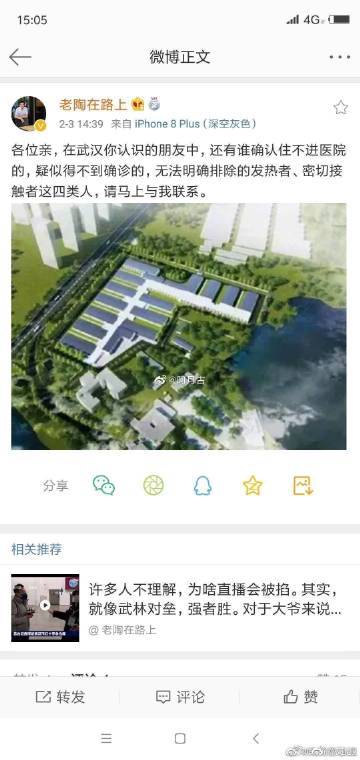 15:05
4G
微博正文
老陶在路上
2-3 14:39 来自 iPhone 8 Plus（深空灰色）
各位亲，在武汉你认识的朋友中，还有谁确认住不进医院
的，疑似得不到确诊的，无法明确排除的发热者、密切接
触者这四类人，请马上与我联系。
分享
相关推荐
许多人不理解，为啥直播会被掐。其实，
就像武林对垒，强者胜。对于大爷来说...
@ 老陶在路上
转发 评论
转发
评论
赞